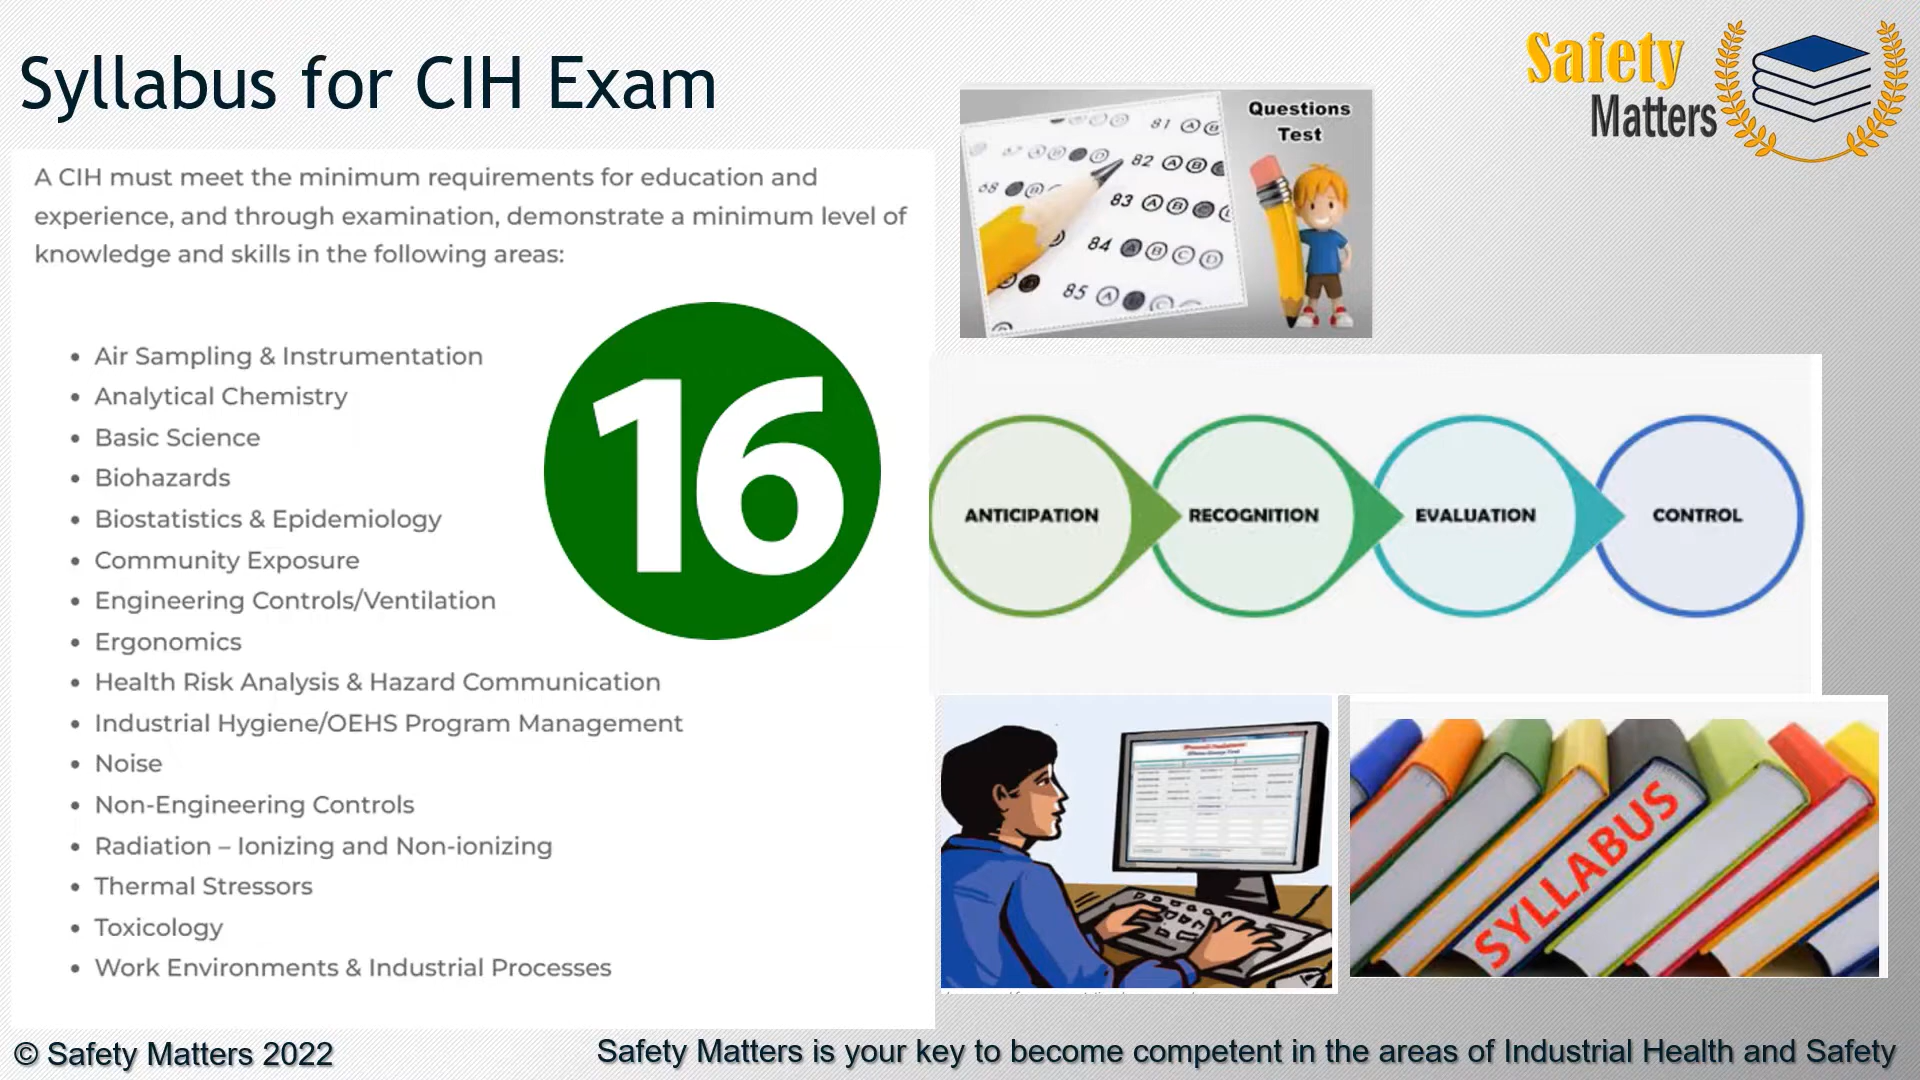 Syllabus for CIH Exam
Safety
Matters
A CIH must meet the minimum requirements for education and
experience, and through examination, demonstrate a minimum level of
knowledge and skills in the following areas:
• Air Sampling & Instrumentation
• Analytical Chemistry
• Basic Science
• Biohazards
• Biostatistics & Epidemiology
• Community Exposure
• Engineering Controls/Ventilation
• Ergonomics
• Health Risk Analysis & Hazard Communication
• Industrial Hygiene/OEHS Program Management
• Noise
• Non-Engineering Controls
• Radiation – Ionizing and Non-ionizing
• Thermal Stressors
• Toxicology
• Work Environments & Industrial Processes
16
Questions
Test
81 A B
82 A B
83 A B
84 A B C D
85 A
ANTICIPATION
RECOGNITION
EVALUATION
CONTROL
SYLLABUS
© Safety Matters 2022
Safety Matters is your key to become competent in the areas of Industrial Health and Safety